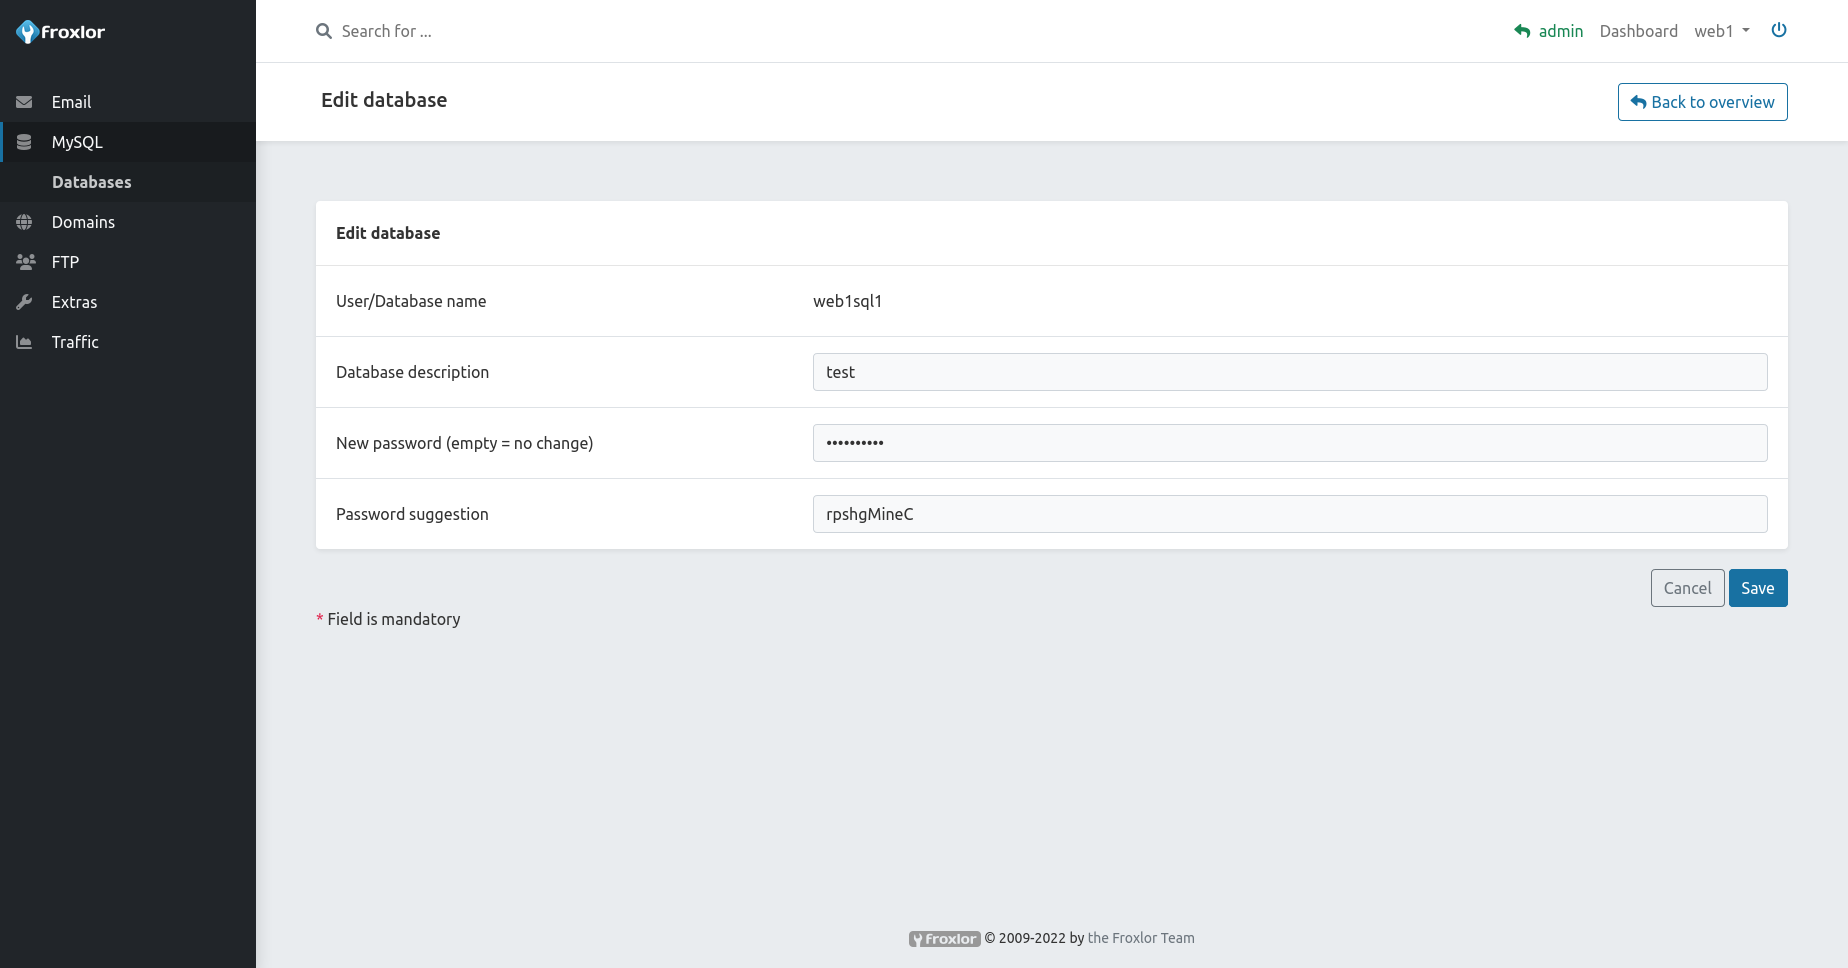 froxlor
Search for ...
admin
Dashboard
web1
Email
MySQL
Databases
Domains
FTP
Extras
Traffic
Edit database
Back to overview
Edit database
User/Database name
web1sql1
Database description
test
New password (empty = no change)
••••••••••
Password suggestion
rpshgMineC
Cancel
Save
* Field is mandatory
froxlor © 2009-2022 by the Froxlor Team